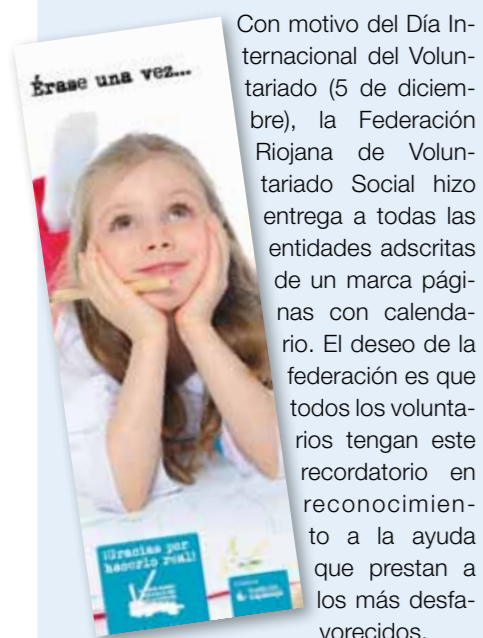 Con motivo del Día In-
ternacional del Volun-
tariado (5 de diciem-
bre), la Federación
Riojana de Volun-
tariado Social hizo
entrega a todas las
entidades adscritas
de un marca pági-
nas con calenda-
rio. El deseo de la
federación es que
todos los volunta-
rios tengan este
recordatorio en
reconocimien-
to a la ayuda
que prestan a
los más desfa-
vorecidos.
Érase una vez...
¡Gracias por
hacerlo real!